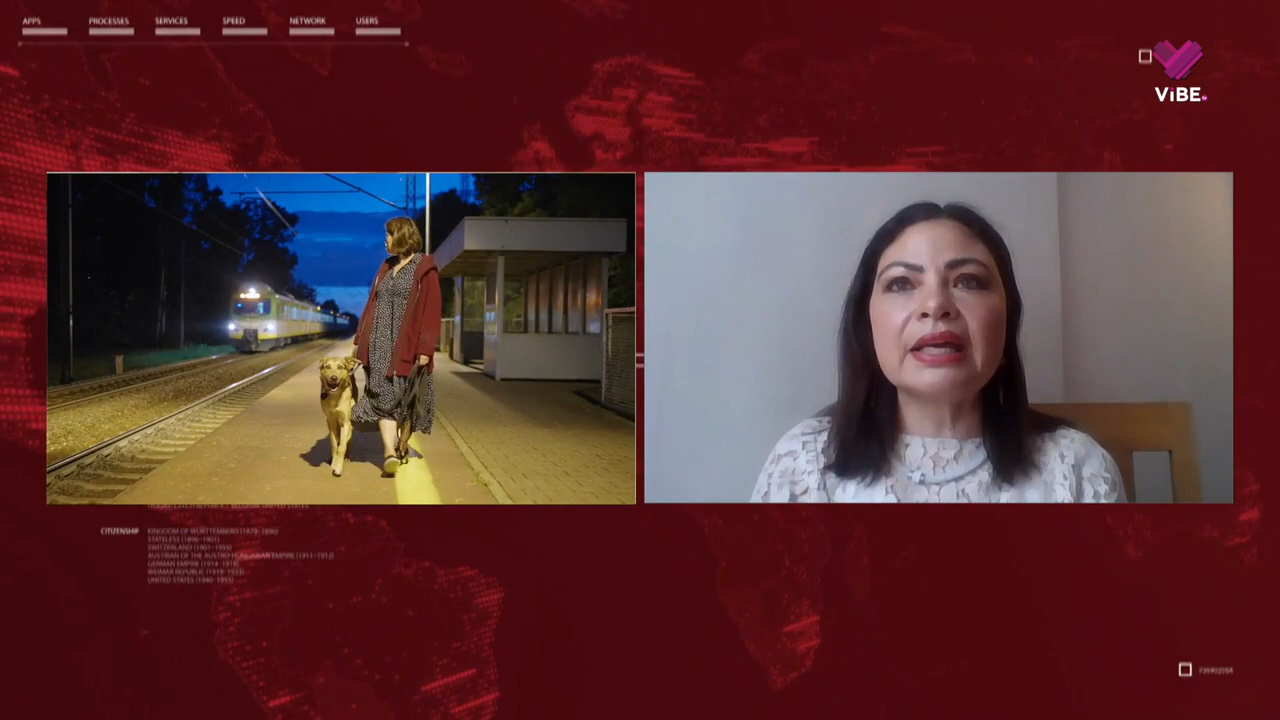 APPS PROCESSES SERVICES SPEED NETWORK USERS
ViBE
CITIZENSHIP KINGDOM OF WÜRTTEMBERG (1879-1896)
STATELESS (1896-1901)
SWITZERLAND (1901-1955)
AUSTRIAN OF THE AUSTRO-HUNGARIAN EMPIRE (1911-1912)
GERMAN EMPIRE (1914-1918)
WEIMAR REPUBLIC (1919-1933)
UNITED STATES (1940-1955)